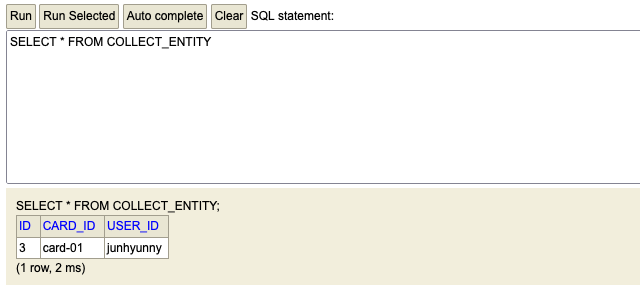 Run Run Selected Auto complete Clear SQL statement:
SELECT * FROM COLLECT_ENTITY
SELECT * FROM COLLECT_ENTITY;
ID CARD_ID USER_ID
3 card-01 junhyunny
(1 row, 2 ms)